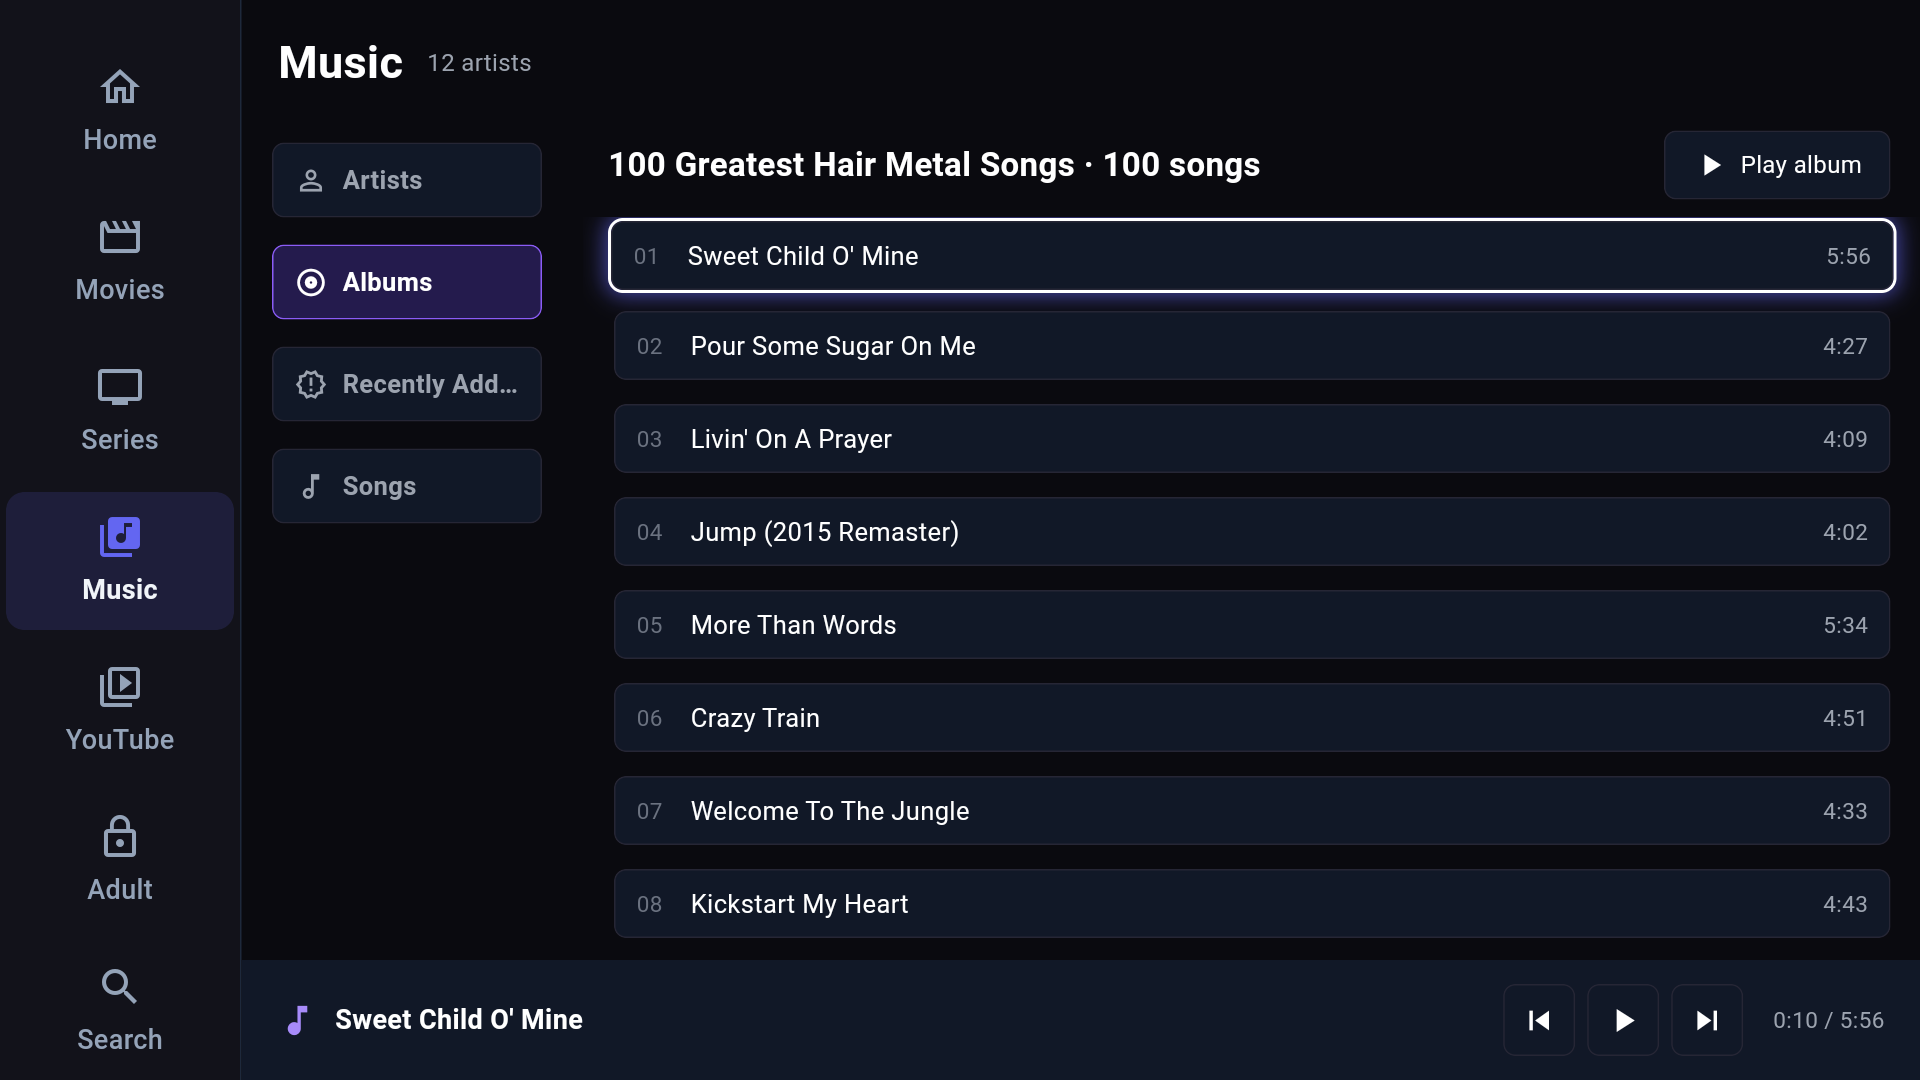 Home
Movies
Series
Music
YouTube
Adult
Search
Music 12 artists
Artists
Albums
Recently Add...
Songs
100 Greatest Hair Metal Songs · 100 songs
Play album
01 Sweet Child O' Mine 5:56
02 Pour Some Sugar On Me 4:27
03 Livin' On A Prayer 4:09
04 Jump (2015 Remaster) 4:02
05 More Than Words 5:34
06 Crazy Train 4:51
07 Welcome To The Jungle 4:33
08 Kickstart My Heart 4:43
Sweet Child O' Mine 0:10 / 5:56